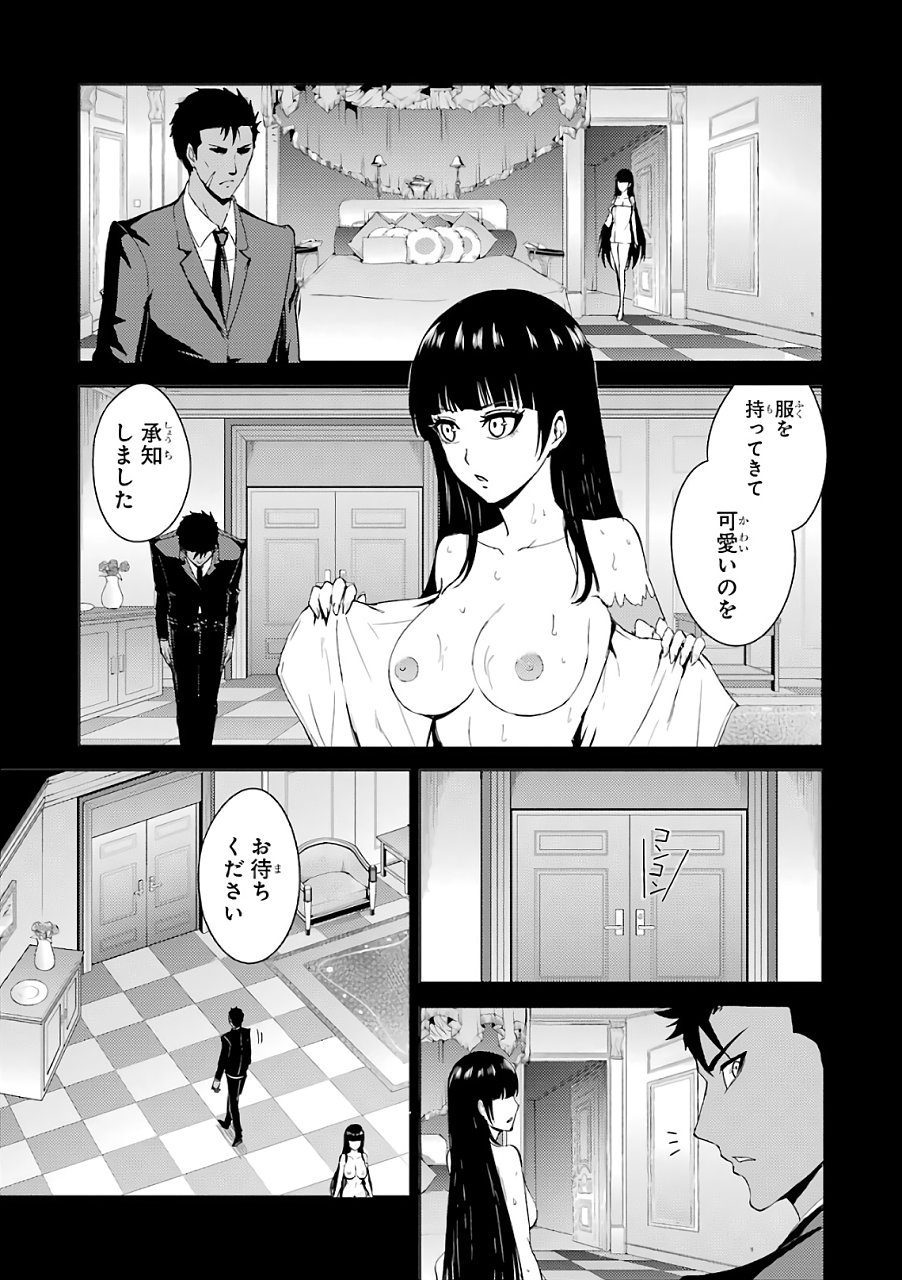 服を
持ってきて
可愛いのを
承知
しました
コンコン
お待ち
ください